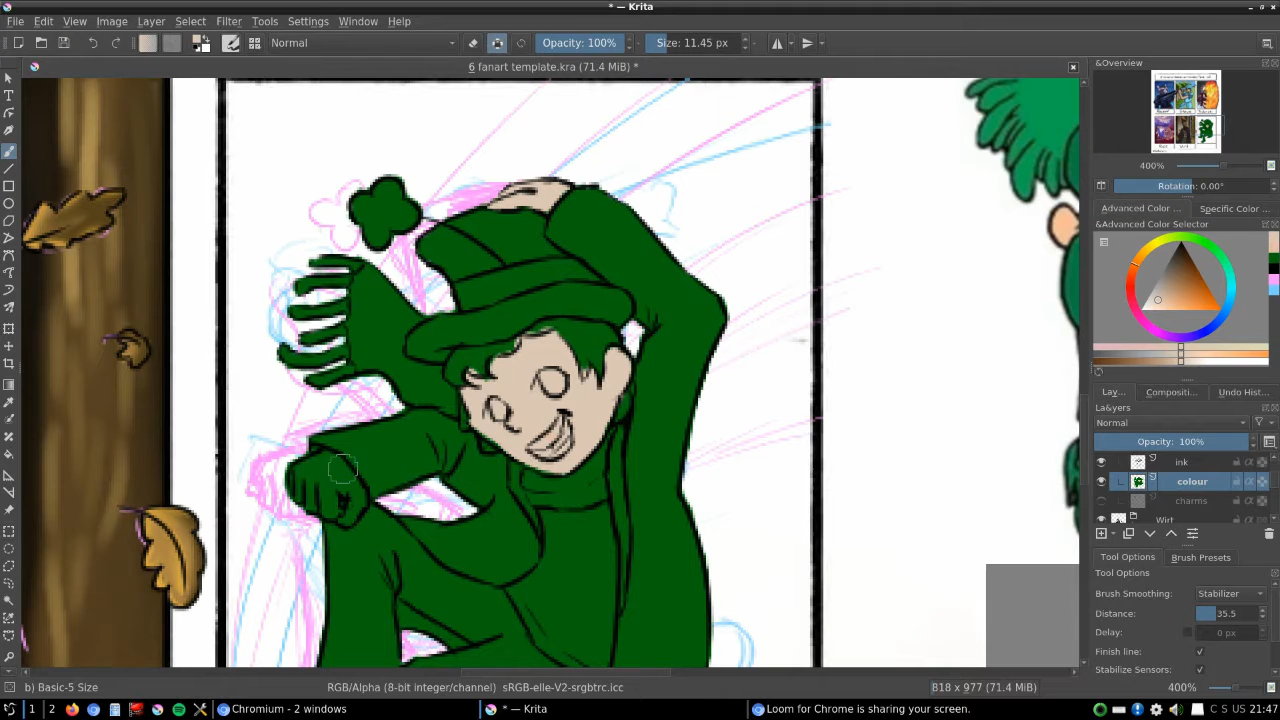 * — Krita
File Edit View Image Layer Select Filter Tools Settings Window Help
Normal Opacity: 100% Size: 11.45 px
6 fanart template.kra (71.4 MiB) *
&Overview
400%
Rotation: 0.00°
Advanced Color ... Specific Color ...
&Advanced Color Selector
Lay... Compositi... Undo Hist...
La&yers
Normal
Opacity: 100%
ink
colour
charms
Wirt
Tool Options Brush Presets
Tool Options
Brush Smoothing: Stabilizer
Distance: 35.5
Delay: 0 px
Finish line:
Stabilize Sensors:
b) Basic-5 Size RGB/Alpha (8-bit integer/channel) sRGB-elle-V2-srgbtrc.icc 818 x 977 (71.4 MiB) 400%
1 2 Chromium - 2 windows * — Krita Loom for Chrome is sharing your screen. C S US 21:47